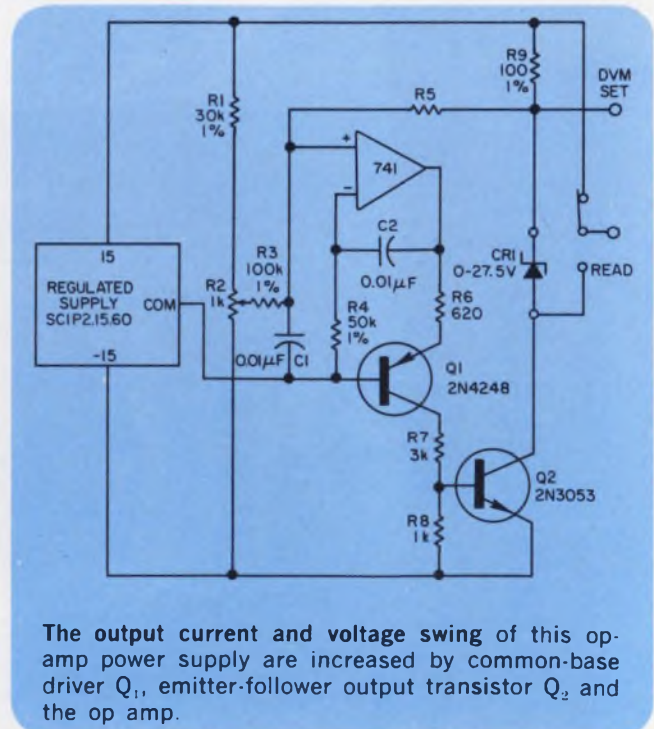 R9
100
1%
DVM
SET
R1
30k
1%
R5
+
741
−
C2
0.01µF
R3
100k
1%
15
REGULATED
SUPPLY
SCIP2.15.60
COM
-15
R2
1k
R4
50k
1%
R6
620
CR1
0-27.5V
READ
0.01µF C1
Q1
2N4248
R7
3k
Q2
2N3053
R8
1k
The output current and voltage swing of this op-
amp power supply are increased by common-base
driver Q₁, emitter-follower output transistor Q₂ and
the op amp.